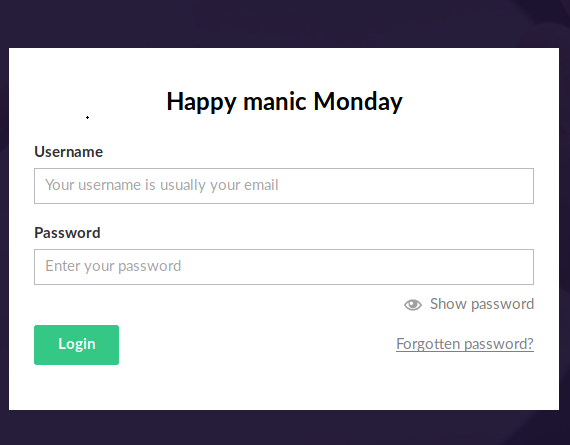 Happy manic Monday
Username
Your username is usually your email
Password
Enter your password
Show password
Login
Forgotten password?